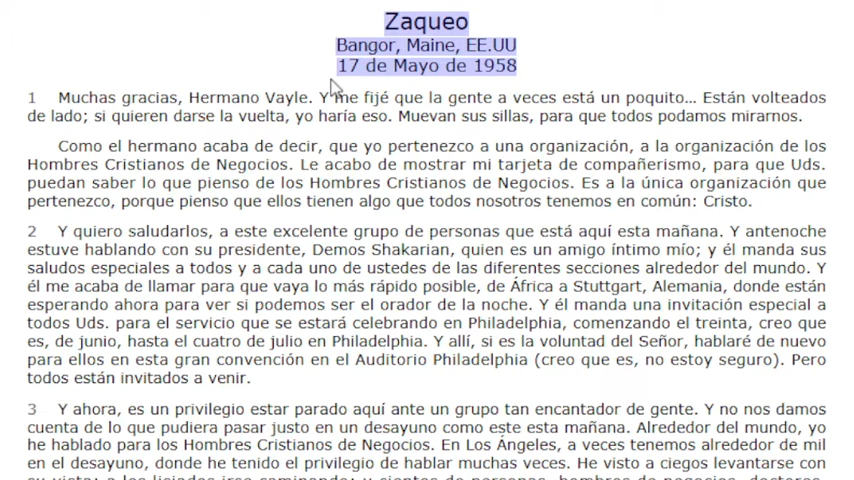 Zaqueo
Bangor, Maine, EE.UU
17 de Mayo de 1958
1 Muchas gracias, Hermano Vayle. Y me fijé que la gente a veces está un poquito... Están volteados
de lado; si quieren darse la vuelta, yo haría eso. Muevan sus sillas, para que todos podamos mirarnos.
Como el hermano acaba de decir, que yo pertenezco a una organización, a la organización de los
Hombres Cristianos de Negocios. Le acabo de mostrar mi tarjeta de compañerismo, para que Uds.
puedan saber lo que pienso de los Hombres Cristianos de Negocios. Es a la única organización que
pertenezco, porque pienso que ellos tienen algo que todos nosotros tenemos en común: Cristo.
2 Y quiero saludarlos, a este excelente grupo de personas que está aquí esta mañana. Y antenoche
estuve hablando con su presidente, Demos Shakarian, quien es un amigo íntimo mío; y él manda sus
saludos especiales a todos y a cada uno de ustedes de las diferentes secciones alrededor del mundo. Y
él me acaba de llamar para que vaya lo más rápido posible, de África a Stuttgart, Alemania, donde están
esperando ahora para ver si podemos ser el orador de la noche. Y él manda una invitación especial a
todos Uds. para el servicio que se estará celebrando en Philadelphia, comenzando el treinta, creo que
es, de junio, hasta el cuatro de julio en Philadelphia. Y allí, si es la voluntad del Señor, hablaré de nuevo
para ellos en esta gran convención en el Auditorio Philadelphia (creo que es, no estoy seguro). Pero
todos están invitados a venir.
3 Y ahora, es un privilegio estar parado aquí ante un grupo tan encantador de gente. Y no nos damos
cuenta de lo que pudiera pasar justo en un desayuno como este esta mañana. Alrededor del mundo, yo
he hablado para los Hombres Cristianos de Negocios. En Los Ángeles, a veces tenemos alrededor de mil
en el desayuno, donde he tenido el privilegio de hablar muchas veces. He visto a ciegos levantarse con
su vista; a los lisiados irse caminando; y cientos de personas, hombres de negocios, doctores,